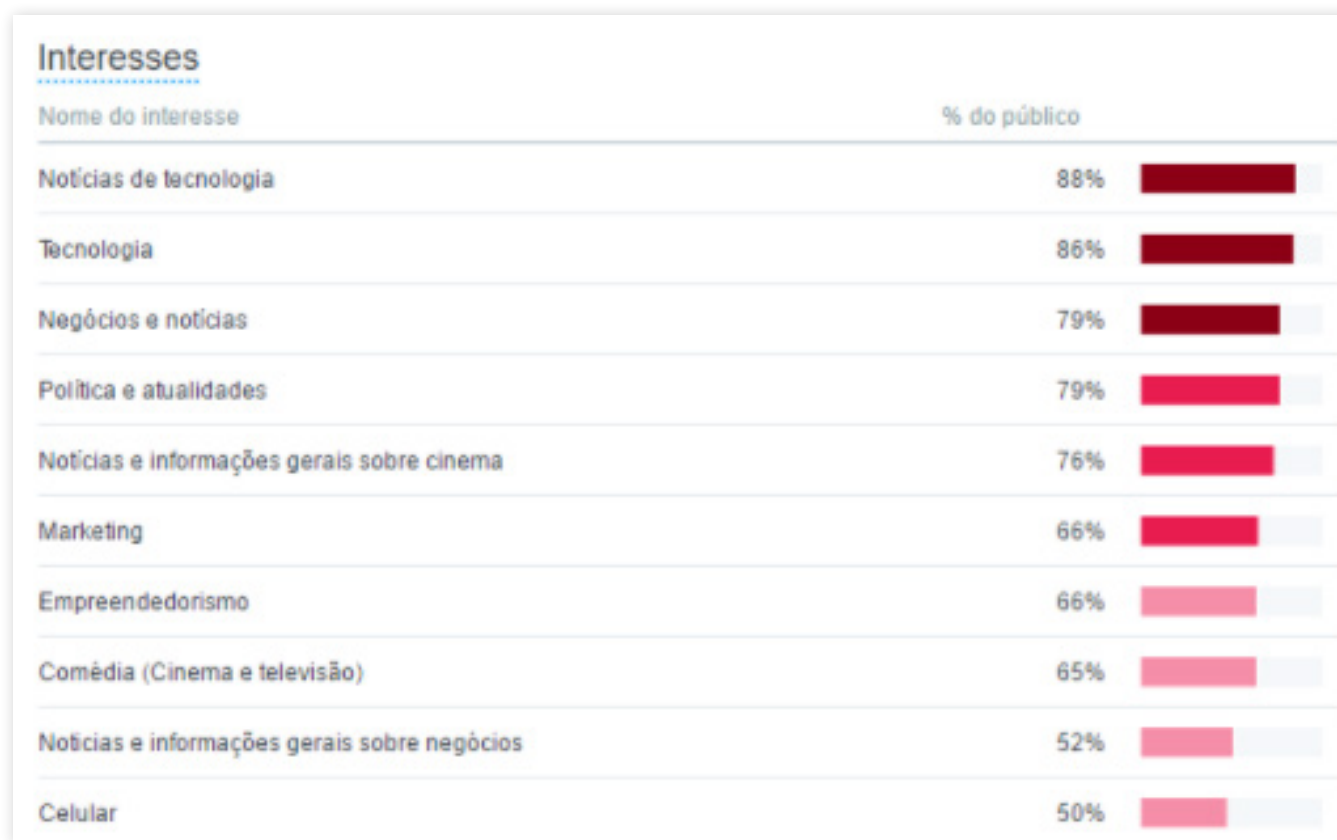 Interesses
Nome do interesse % do público
Notícias de tecnologia 88%
Tecnologia 86%
Negócios e notícias 79%
Política e atualidades 79%
Notícias e informações gerais sobre cinema 76%
Marketing 66%
Empreendedorismo 66%
Comédia (Cinema e televisão) 65%
Notícias e informações gerais sobre negócios 52%
Celular 50%